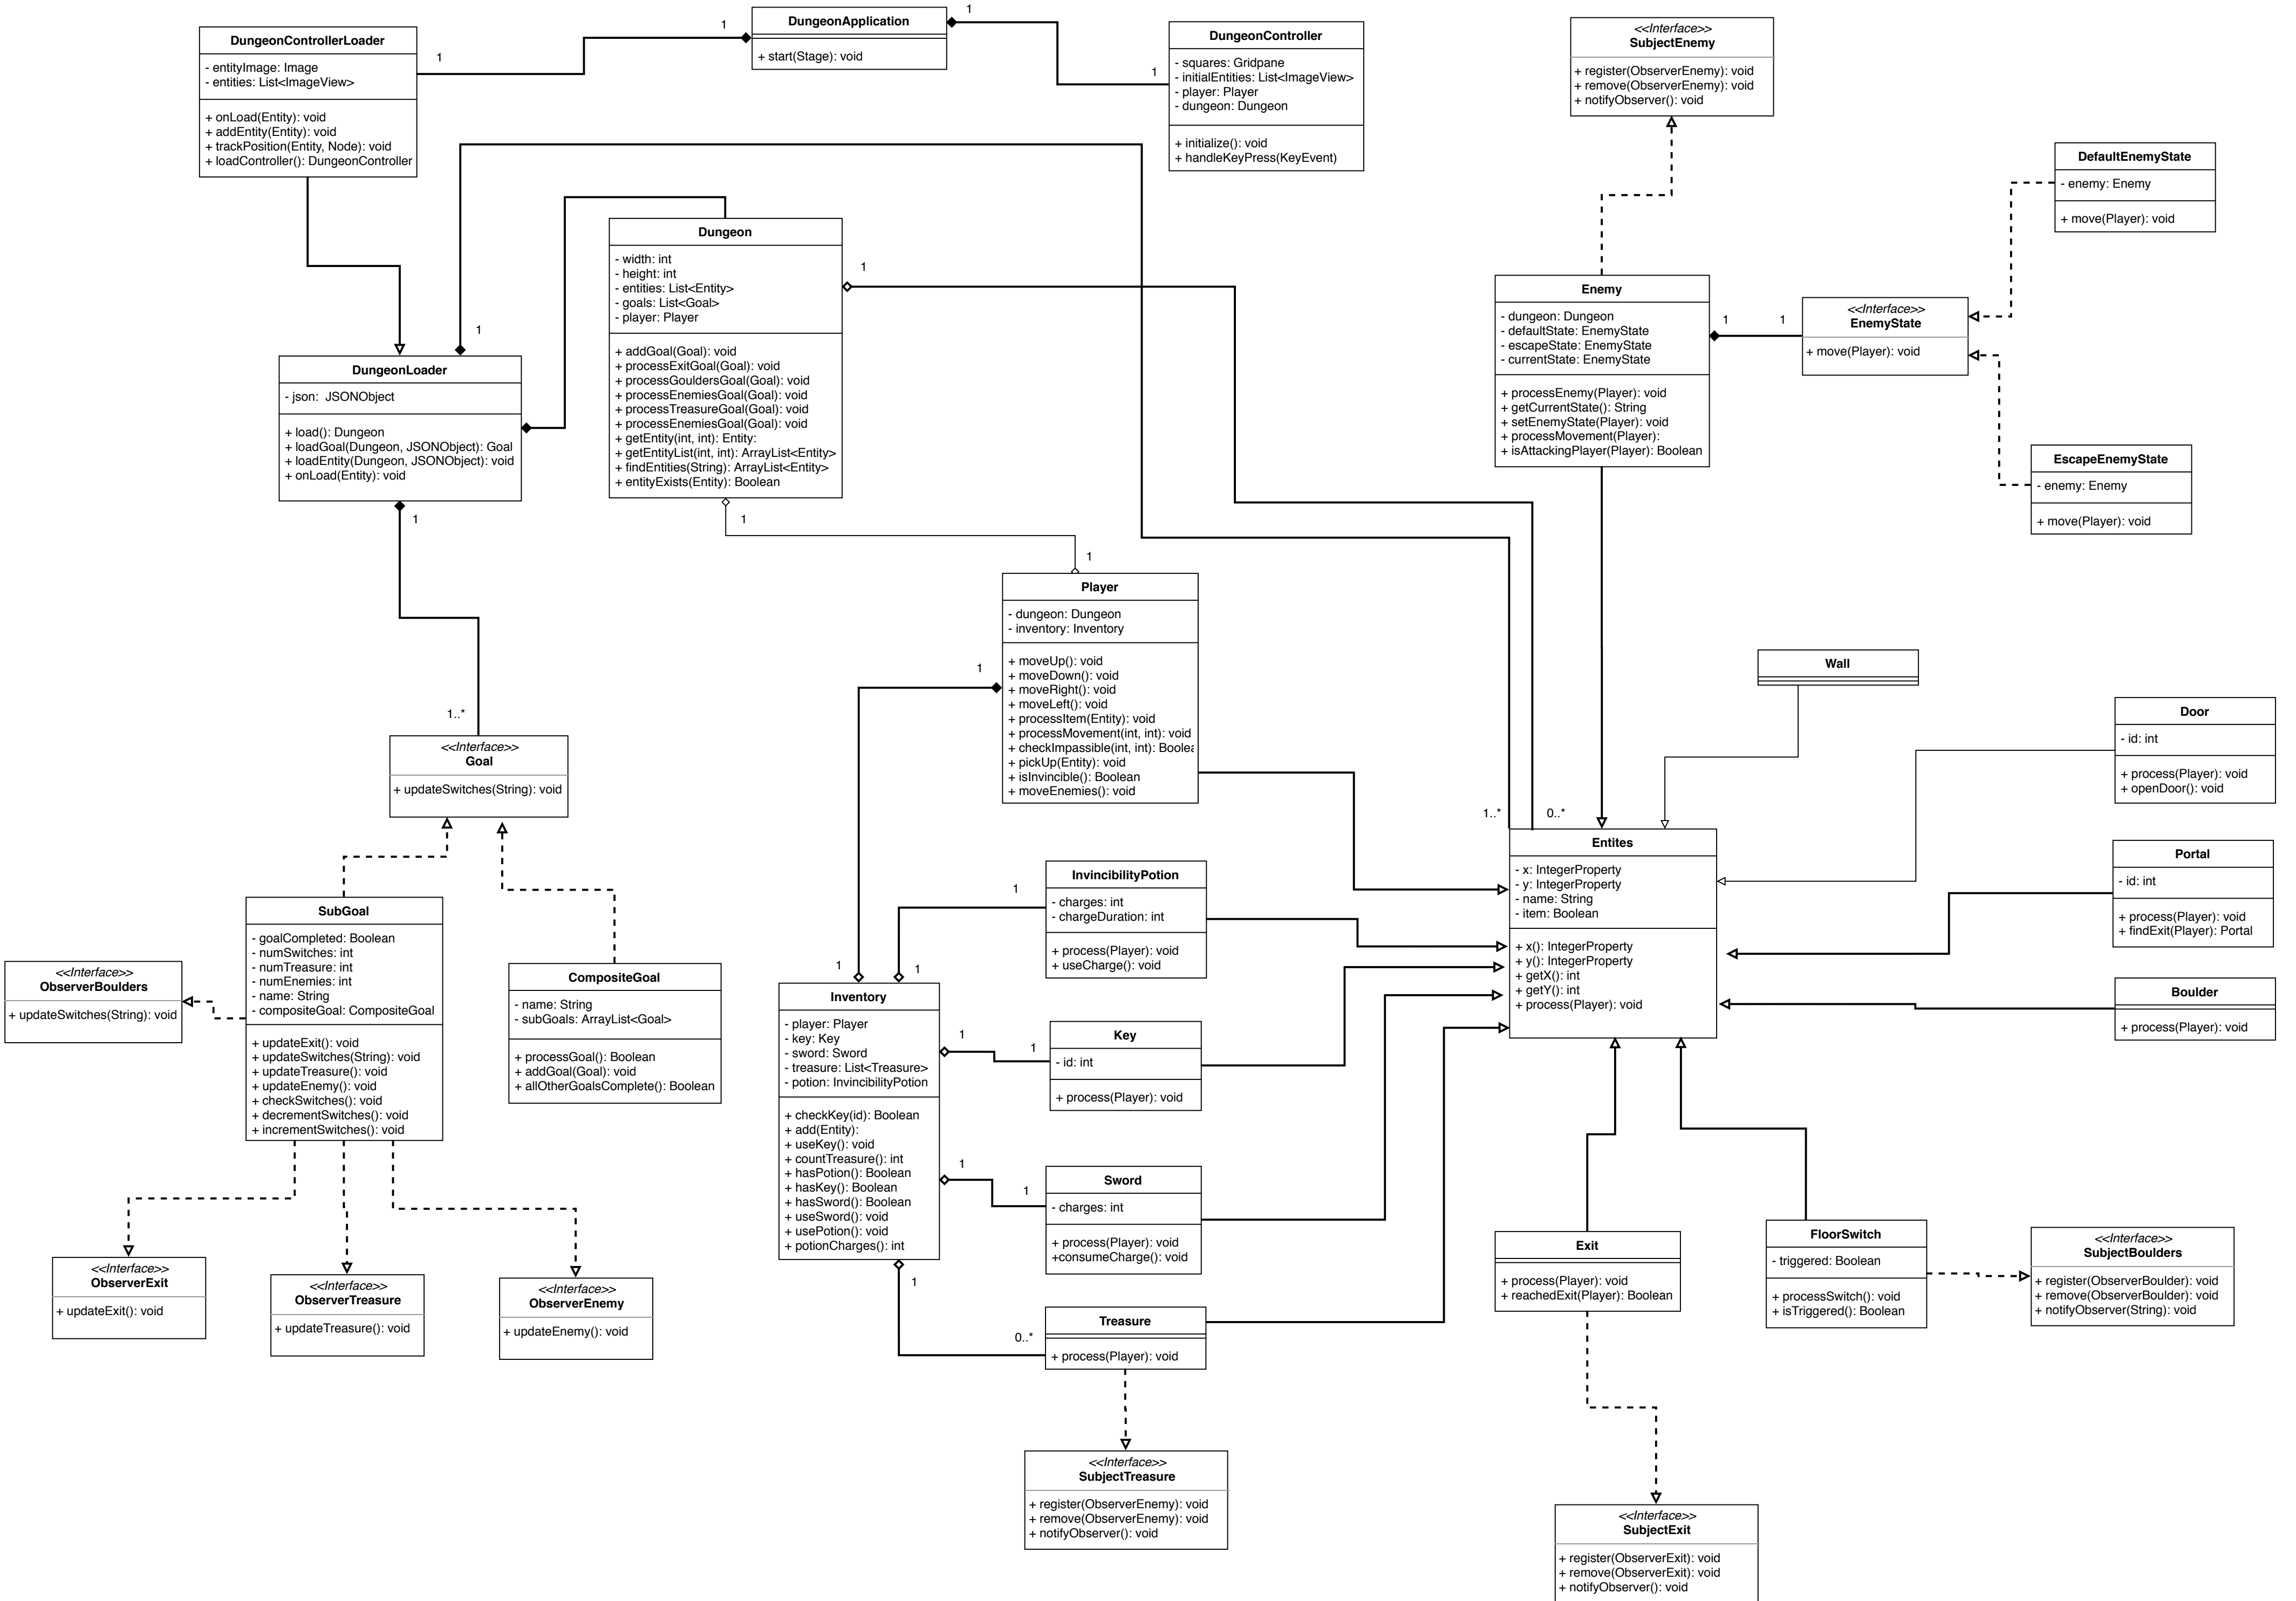 DungeonControllerLoader
- entityImage: Image
- entities: List<ImageView>
+ onLoad(Entity): void
+ addEntity(Entity): void
+ trackPosition(Entity, Node): void
+ loadController(): DungeonController
1
1
DungeonApplication
+ start(Stage): void
1
1
DungeonController
- squares: Gridpane
- initialEntities: List<ImageView>
- player: Player
- dungeon: Dungeon
+ initialize(): void
+ handleKeyPress(KeyEvent)
<<Interface>>
SubjectEnemy
+ register(ObserverEnemy): void
+ remove(ObserverEnemy): void
+ notifyObserver(): void
DefaultEnemyState
- enemy: Enemy
+ move(Player): void
Dungeon
- width: int
- height: int
- entities: List<Entity>
- goals: List<Goal>
- player: Player
+ addGoal(Goal): void
+ processExitGoal(Goal): void
+ processGouldersGoal(Goal): void
+ processEnemiesGoal(Goal): void
+ processTreasureGoal(Goal): void
+ processEnemiesGoal(Goal): void
+ getEntity(int, int): Entity:
+ getEntityList(int, int): ArrayList<Entity>
+ findEntities(String): ArrayList<Entity>
+ entityExists(Entity): Boolean
1
1
1
Enemy
- dungeon: Dungeon
- defaultState: EnemyState
- escapeState: EnemyState
- currentState: EnemyState
+ processEnemy(Player): void
+ getCurrentState(): String
+ setEnemyState(Player): void
+ processMovement(Player):
+ isAttackingPlayer(Player): Boolean
1
1
<<Interface>>
EnemyState
+ move(Player): void
EscapeEnemyState
- enemy: Enemy
+ move(Player): void
1
DungeonLoader
- json:  JSONObject
+ load(): Dungeon
+ loadGoal(Dungeon, JSONObject): Goal
+ loadEntity(Dungeon, JSONObject): void
+ onLoad(Entity): void
1
1..*
<<Interface>>
Goal
+ updateSwitches(String): void
Player
- dungeon: Dungeon
- inventory: Inventory
+ moveUp(): void
+ moveDown(): void
+ moveRight(): void
+ moveLeft(): void
+ processItem(Entity): void
+ processMovement(int, int): void
+ checkImpassible(int, int): Boolea
+ pickUp(Entity): void
+ isInvincible(): Boolean
+ moveEnemies(): void
1
1
Wall
Door
- id: int
+ process(Player): void
+ openDoor(): void
1..*
0..*
Entites
- x: IntegerProperty
- y: IntegerProperty
- name: String
- item: Boolean
+ x(): IntegerProperty
+ y(): IntegerProperty
+ getX(): int
+ getY(): int
+ process(Player): void
Portal
- id: int
+ process(Player): void
+ findExit(Player): Portal
Boulder
+ process(Player): void
SubGoal
- goalCompleted: Boolean
- numSwitches: int
- numTreasure: int
- numEnemies: int
- name: String
- compositeGoal: CompositeGoal
+ updateExit(): void
+ updateSwitches(String): void
+ updateTreasure(): void
+ updateEnemy(): void
+ checkSwitches(): void
+ decrementSwitches(): void
+ incrementSwitches(): void
<<Interface>>
ObserverBoulders
+ updateSwitches(String): void
CompositeGoal
- name: String
- subGoals: ArrayList<Goal>
+ processGoal(): Boolean
+ addGoal(Goal): void
+ allOtherGoalsComplete(): Boolean
InvincibilityPotion
- charges: int
- chargeDuration: int
+ process(Player): void
+ useCharge(): void
1
1
Inventory
- player: Player
- key: Key
- sword: Sword
- treasure: List<Treasure>
- potion: InvincibilityPotion
+ checkKey(id): Boolean
+ add(Entity):
+ useKey(): void
+ countTreasure(): int
+ hasPotion(): Boolean
+ hasKey(): Boolean
+ hasSword(): Boolean
+ useSword(): void
+ usePotion(): void
+ potionCharges(): int
1
1
Key
- id: int
+ process(Player): void
1
1
Sword
- charges: int
+ process(Player): void
+consumeCharge(): void
1
0..*
Treasure
+ process(Player): void
Exit
+ process(Player): void
+ reachedExit(Player): Boolean
FloorSwitch
- triggered: Boolean
+ processSwitch(): void
+ isTriggered(): Boolean
<<Interface>>
SubjectBoulders
+ register(ObserverBoulder): void
+ remove(ObserverBoulder): void
+ notifyObserver(String): void
<<Interface>>
ObserverExit
+ updateExit(): void
<<Interface>>
ObserverTreasure
+ updateTreasure(): void
<<Interface>>
ObserverEnemy
+ updateEnemy(): void
<<Interface>>
SubjectTreasure
+ register(ObserverEnemy): void
+ remove(ObserverEnemy): void
+ notifyObserver(): void
<<Interface>>
SubjectExit
+ register(ObserverExit): void
+ remove(ObserverExit): void
+ notifyObserver(): void